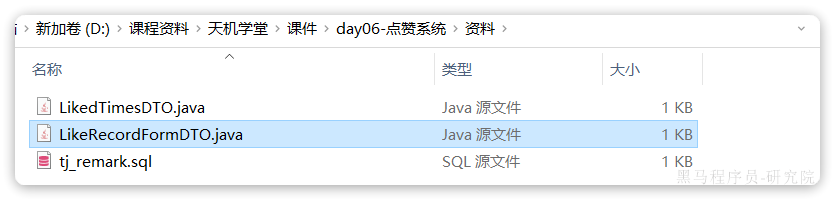 新加卷 (D:) > 课程资料 > 天机学堂 > 课件 > day06-点赞系统 > 资料 >
名称 类型 大小
LikedTimesDTO.java Java 源文件 1 KB
LikeRecordFormDTO.java Java 源文件 1 KB
tj_remark.sql SQL 源文件 1 KB
黑马程序员-研究院